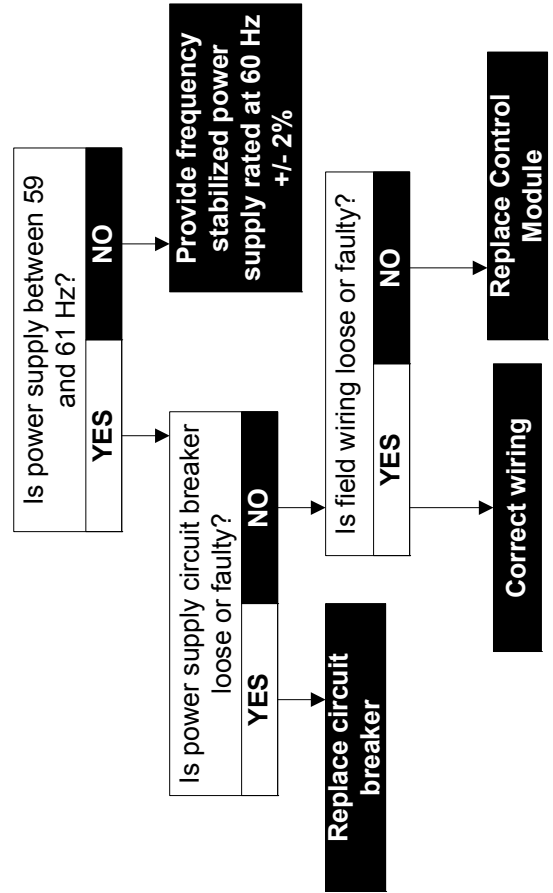 Is power supply between 59
and 61 Hz?
YES
NO
Provide frequency
stabilized power
supply rated at 60 Hz
+/- 2%
Is power supply circuit breaker
loose or faulty?
YES
NO
Replace circuit
breaker
Is field wiring loose or faulty?
YES
NO
Correct wiring
Replace Control
Module